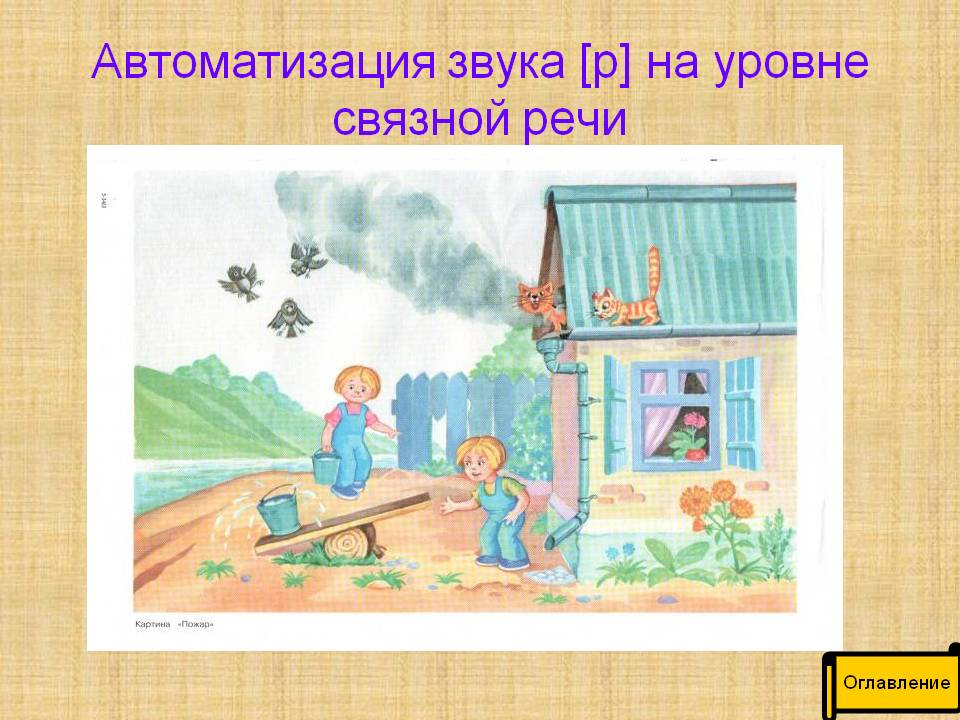 Автоматизация звука [р] на уровне
связной речи
Картина «Пожар»
Оглавление